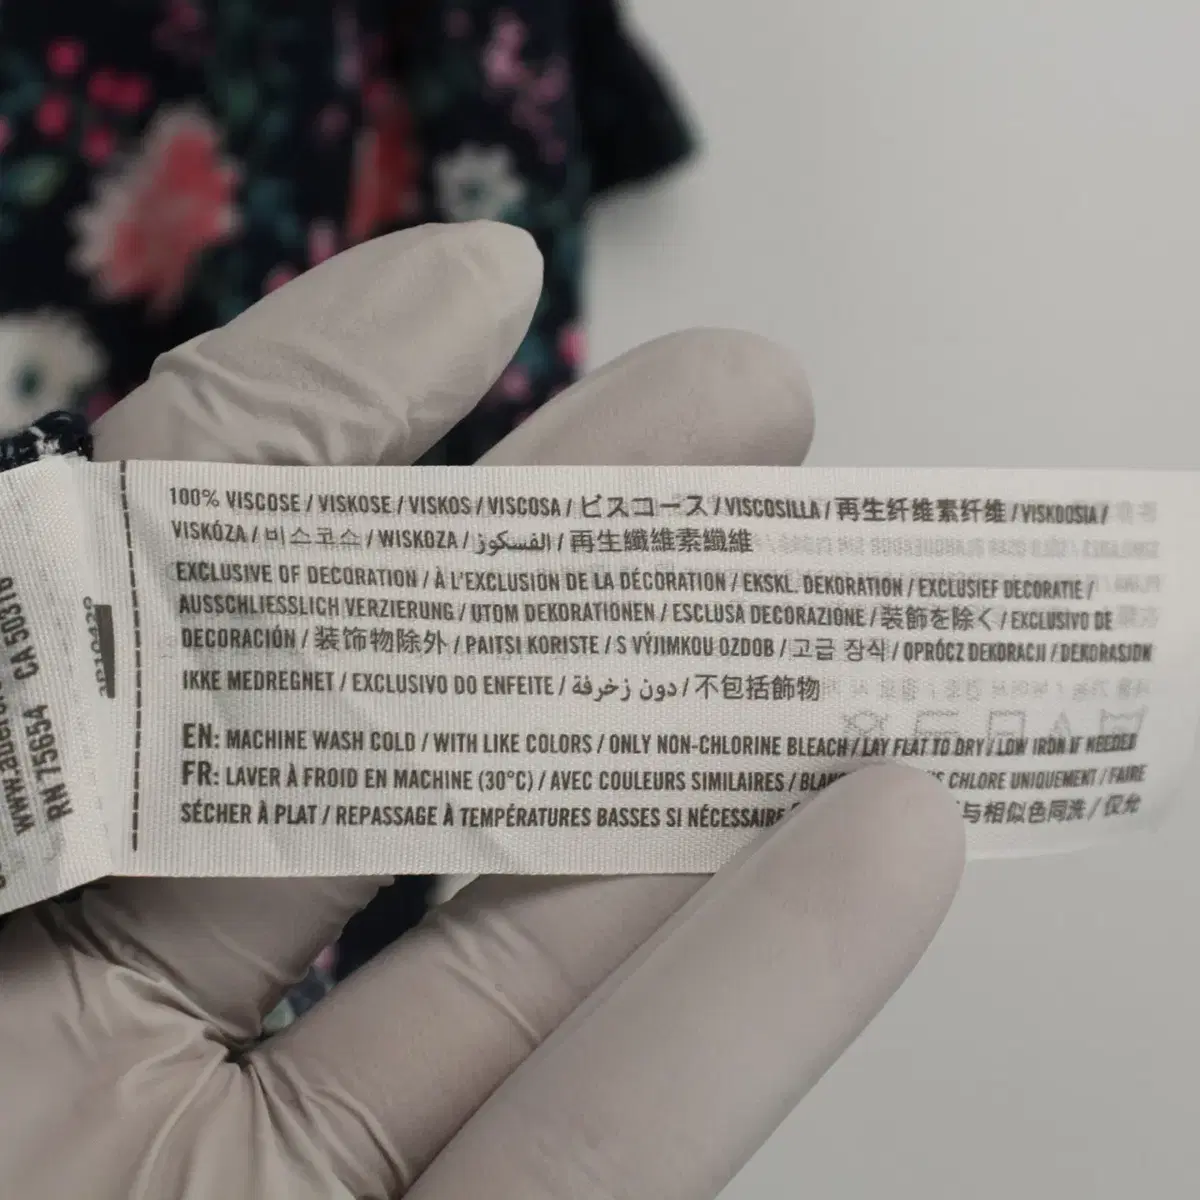 100% VISCOSE / VISKOSE / VISKOS / VISCOSA / ビスコース / VISCOSILLA / 再生纤维素纤维 / VISKOOSIA /
VISKÓZA / 비스코스 / WISKOZA / الفسكوز / 再生纖維素纖維
EXCLUSIVE OF DECORATION / À L'EXCLUSION DE LA DÉCORATION / EKSKL. DEKORATION / EXCLUSIEF DECORATIE /
AUSSCHLIESSLICH VERZIERUNG / UTOM DEKORATIONEN / ESCLUSA DECORAZIONE / 装飾を除く / EXCLUSIVO DE
DECORACIÓN / 装饰物除外 / PAITSI KORISTE / S VÝJIMKOU OZDOB / 고급 장식 / OPRÓCZ DEKORACJI / DEKORASJON
IKKE MEDREGNET / EXCLUSIVO DO ENFEITE / دون زخرفة / 不包括飾物
EN: MACHINE WASH COLD / WITH LIKE COLORS / ONLY NON-CHLORINE BLEACH / LAY FLAT TO DRY / LOW IRON IF NEEDED
FR: LAVER À FROID EN MACHINE (30°C) / AVEC COULEURS SIMILAIRES / CHLORE UNIQUEMENT / FAIRE
SÉCHER À PLAT / REPASSAGE À TEMPÉRATURES BASSES SI NÉCESSAIRE 与相似色同洗 / 仅允
RN 75654 CA 50316